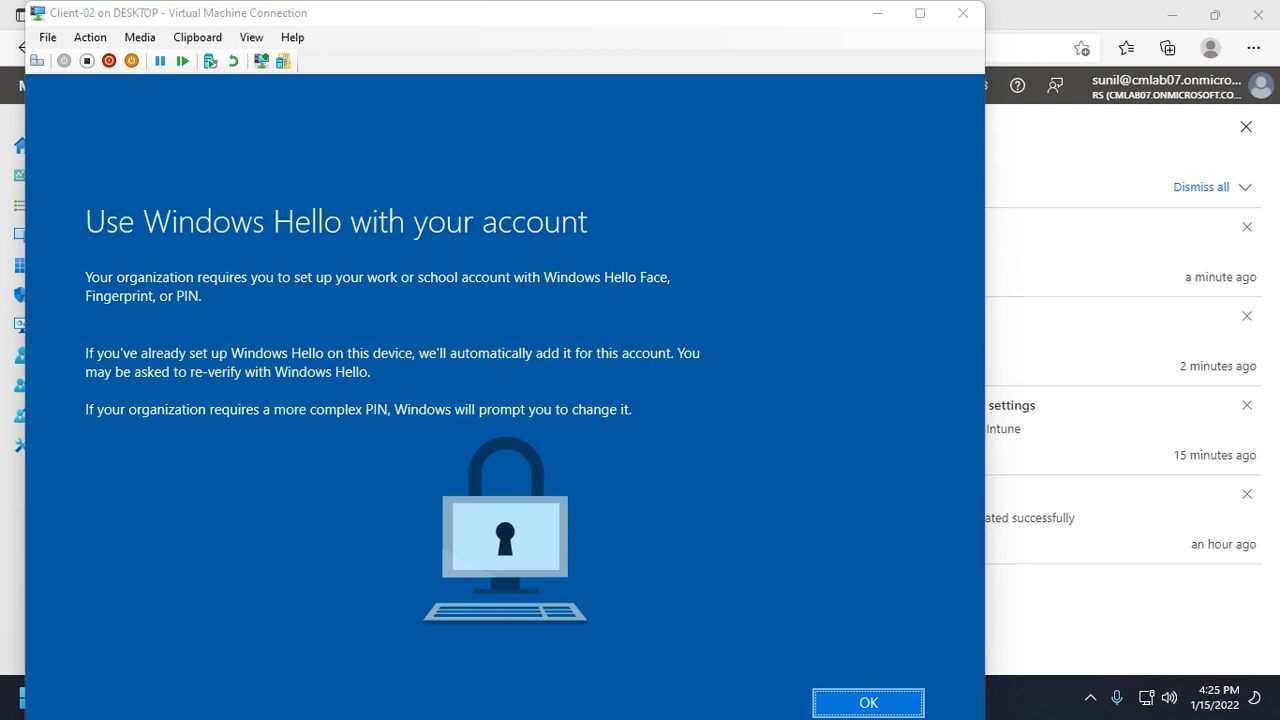 Client-02 on DESKTOP - Virtual Machine Connection
File Action Media Clipboard View Help
sunil@cmlab07.onmicro...
RS (CMLAB07.ONMICROSOFT.CO...
Dismiss all
Use Windows Hello with your account
Your organization requires you to set up your work or school account with Windows Hello Face,
Fingerprint, or PIN.
a minute ago
If you've already set up Windows Hello on this device, we'll automatically add it for this account. You
may be asked to re-verify with Windows Hello.
2 minutes ago
If your organization requires a more complex PIN, Windows will prompt you to change it.
settings
Intune
15 minutes ago
ated successfully
an hour ago
OK
4:25 PM
1/15/2022